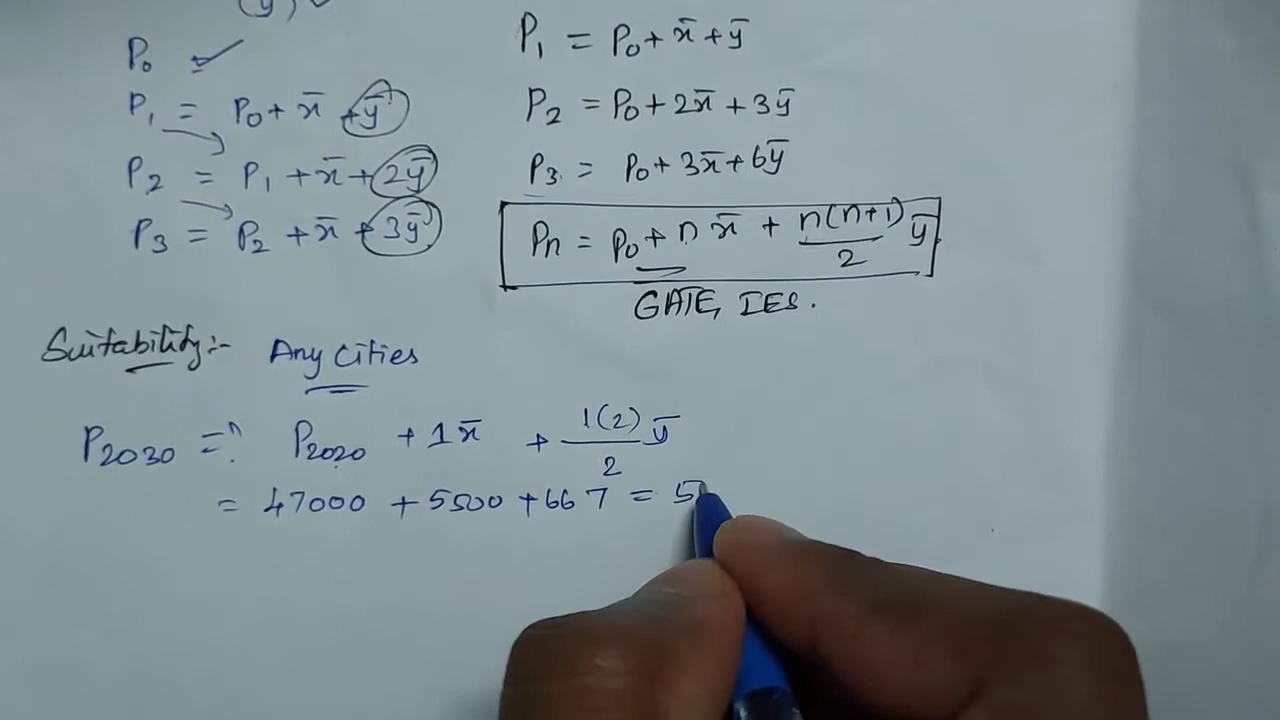 (y)
P₀ ✓
P₁ = P₀ + x̄ + ȳ
P₂ = P₁ + x̄ + 2ȳ
P₃ = P₂ + x̄ + 3ȳ
P₁ = P₀ + x̄ + ȳ
P₂ = P₀ + 2x̄ + 3ȳ
P₃ = P₀ + 3x̄ + 6ȳ
Pn = P₀ + n x̄ + n(n+1)/2 ȳ
GATE, IES.
Suitability:- Any Cities
P₂₀₃₀ = ? P₂₀₂₀ + 1x̄ + 1(2)/2 ȳ
= 47000 + 5500 + 667 = 5